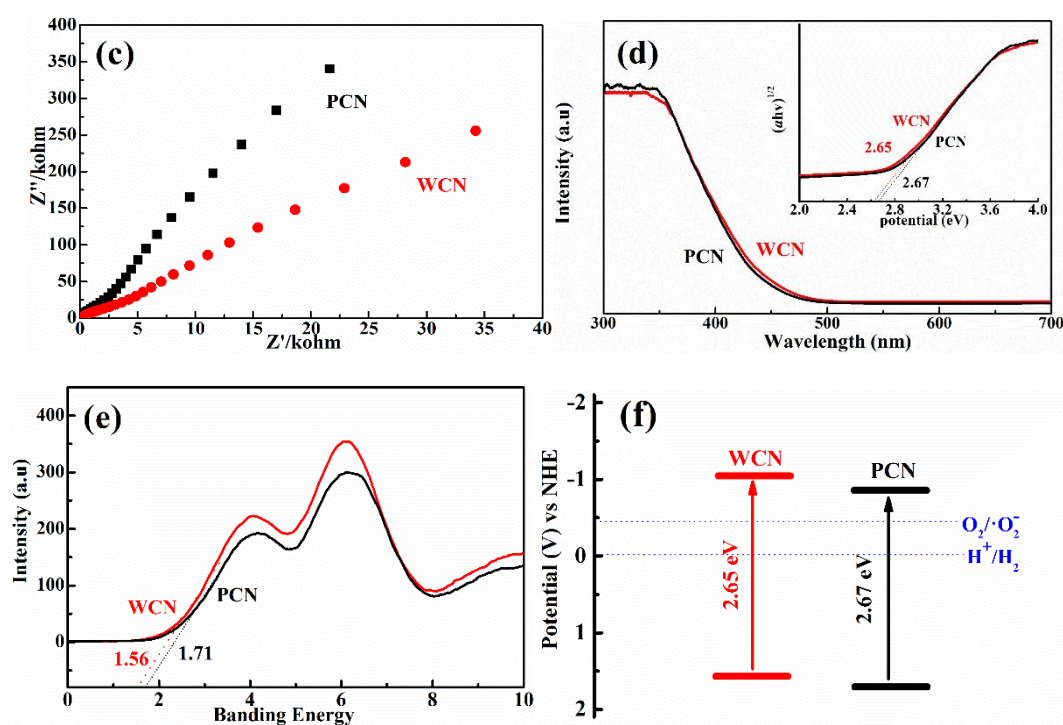 (c)
400
350
300
250
200
150
100
50
0
Z''/kohm
PCN
WCN
0 5 10 15 20 25 30 35 40
Z'/kohm
(d)
Intensity (a.u)
PCN
WCN
300 400 500 600 700
Wavelength (nm)
(ahv)1/2
WCN
2.65
PCN
2.67
2.0 2.4 2.8 3.2 3.6 4.0
potential (eV)
(e)
400
300
200
100
0
Intensity (a.u)
WCN
PCN
1.56
1.71
0 2 4 6 8 10
Banding Energy
(f)
-2
-1
0
1
2
Potential (V) vs NHE
WCN
PCN
2.65 eV
2.67 eV
O2/·O2-
H+/H2